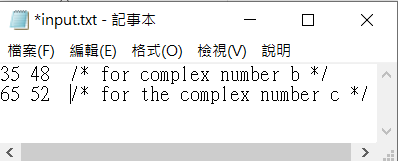 *input.txt - 記事本
檔案(F) 編輯(E) 格式(O) 檢視(V) 說明
35 48  /* for complex number b */
65 52  /* for the complex number c */